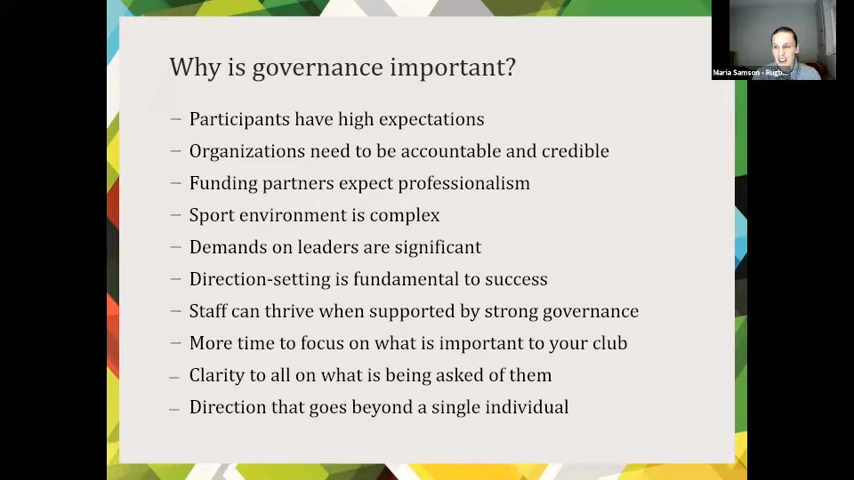 Why is governance important?
– Participants have high expectations
– Organizations need to be accountable and credible
– Funding partners expect professionalism
– Sport environment is complex
– Demands on leaders are significant
– Direction-setting is fundamental to success
– Staff can thrive when supported by strong governance
– More time to focus on what is important to your club
– Clarity to all on what is being asked of them
– Direction that goes beyond a single individual
Maria Samson - Rugb...